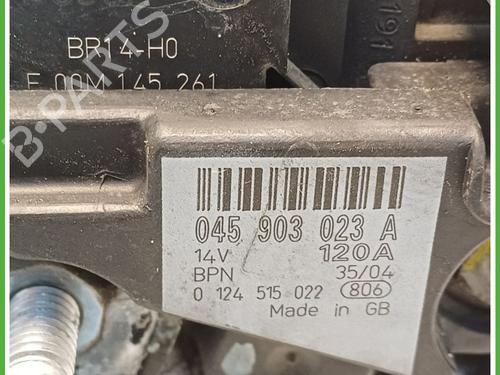 BR14-H0
F 00M 145 261
191
B-PARTS
045 903 023 A
14V 120A
BPN 35/04
0 124 515 022 806
Made in GB